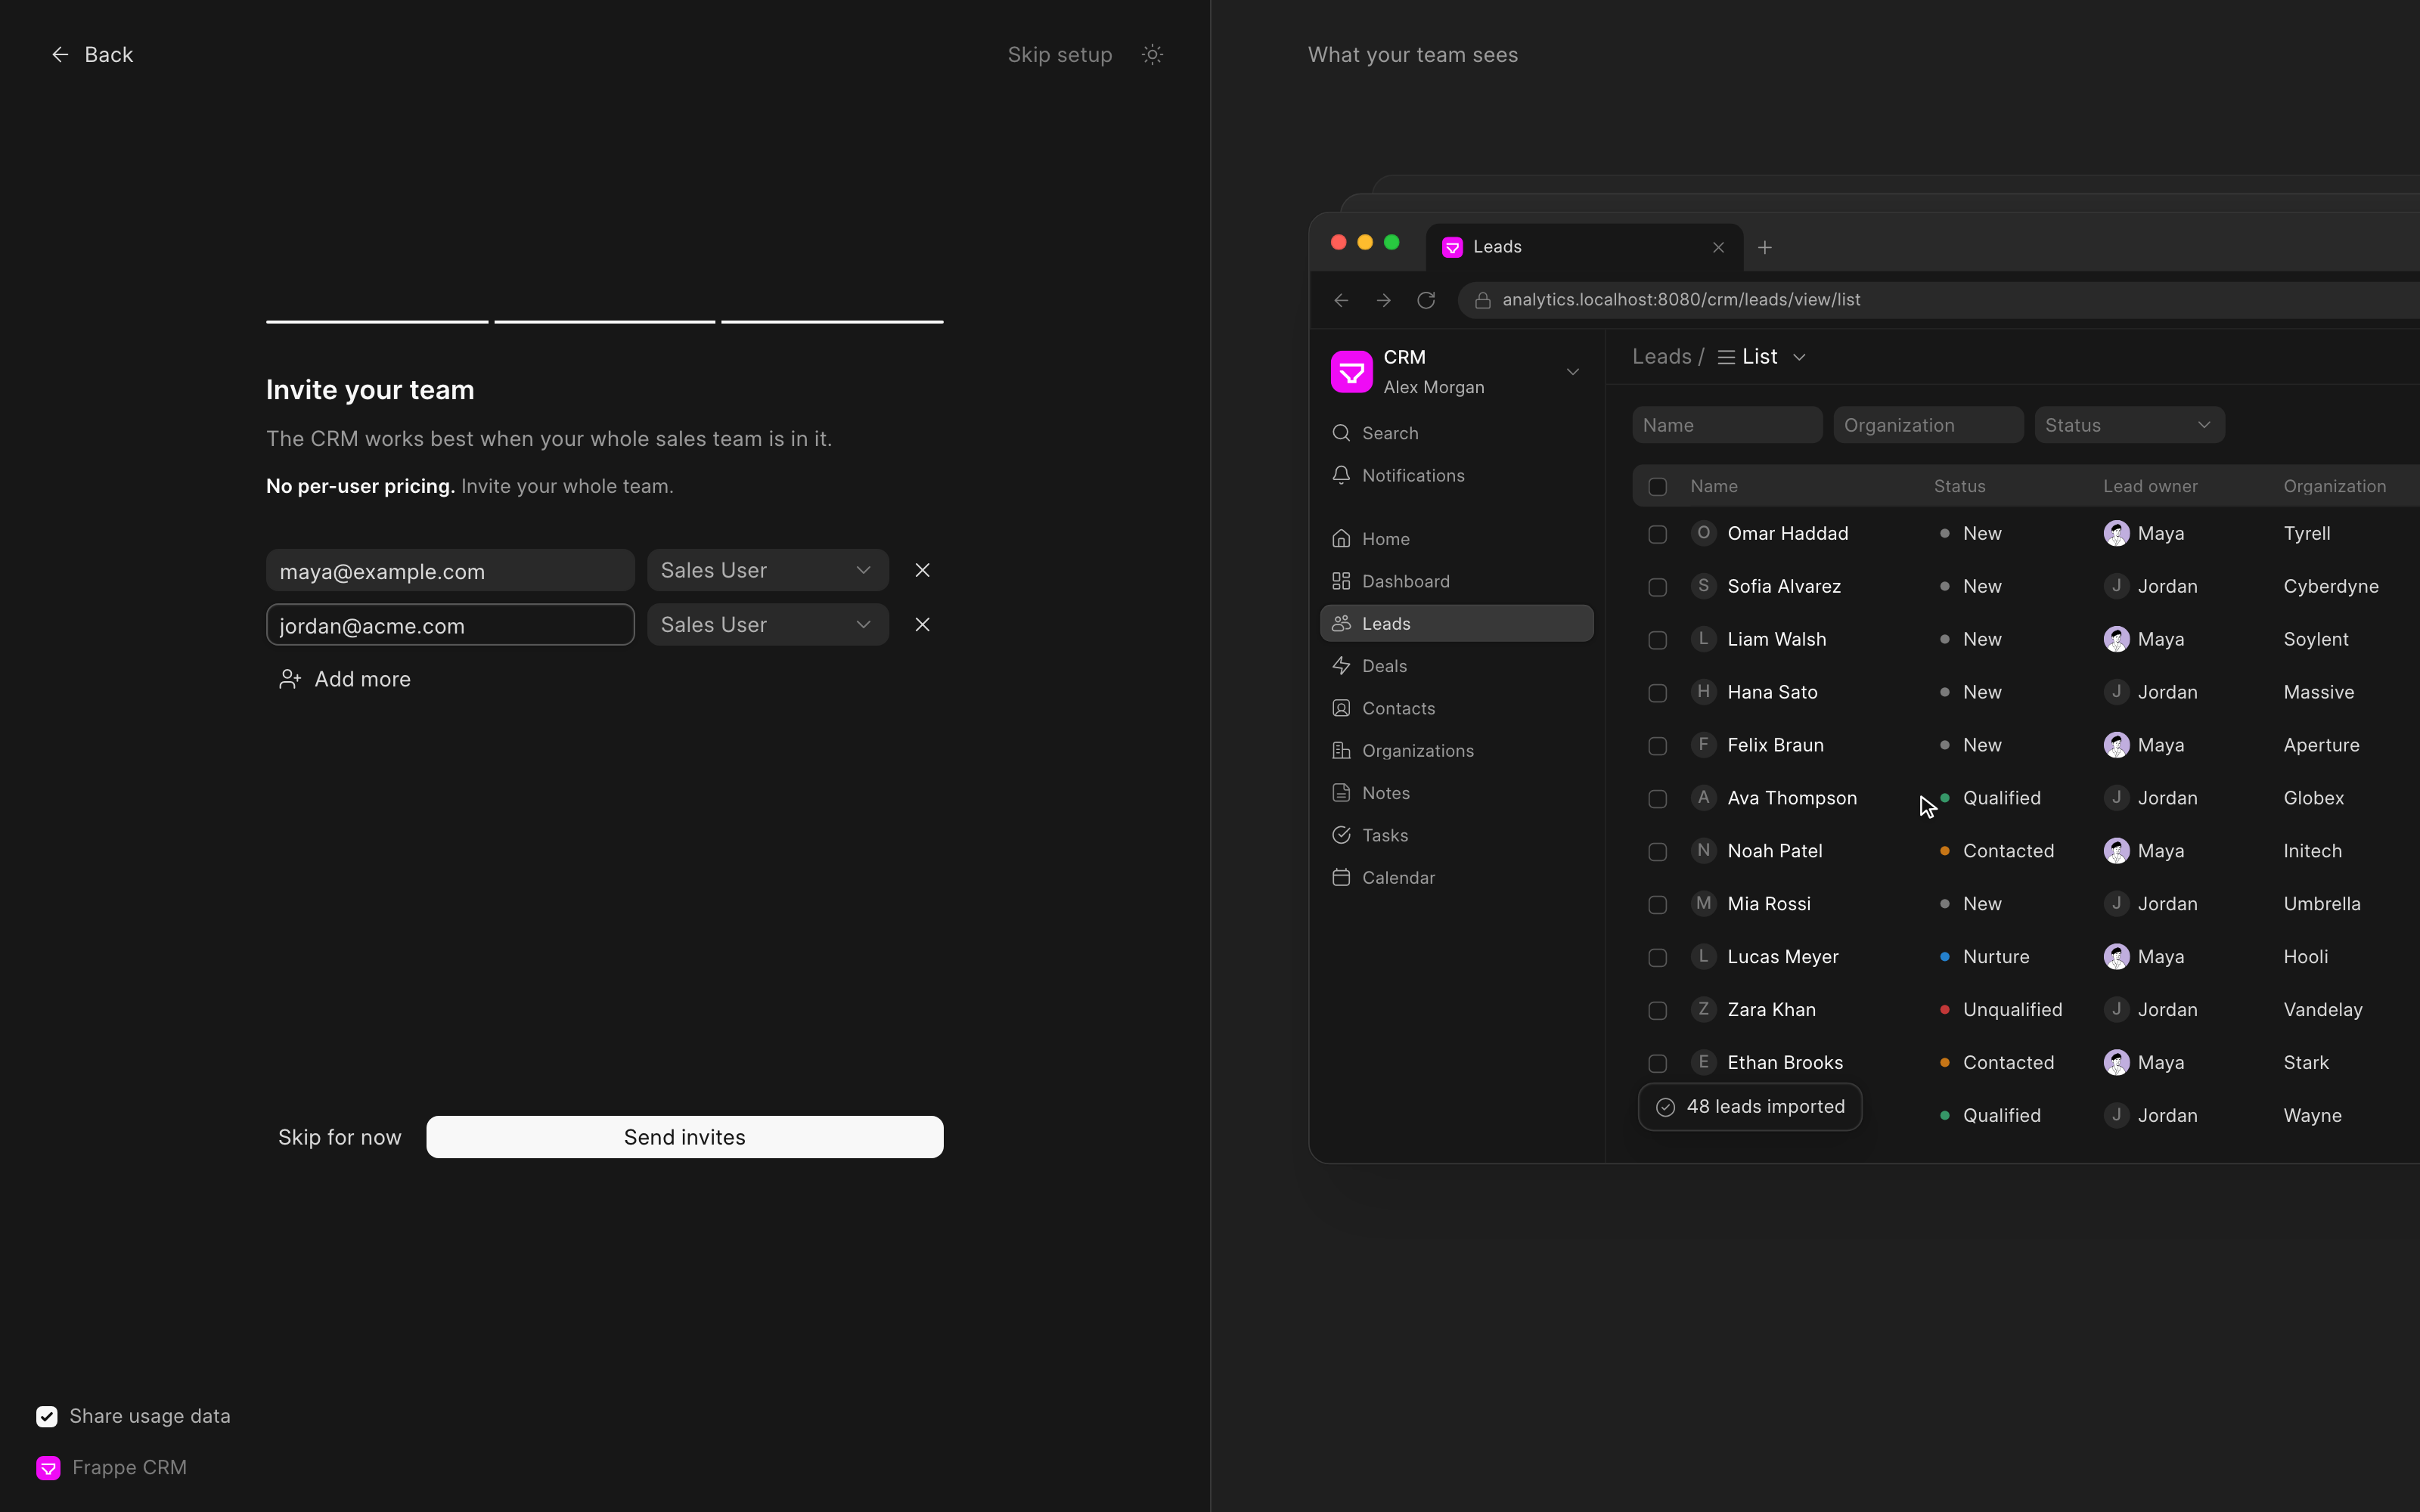 Back
Skip setup
Invite your team
The CRM works best when your whole sales team is in it.
No per-user pricing. Invite your whole team.
maya@example.com
Sales User
jordan@acme.com
Sales User
Add more
Skip for now
Send invites
Share usage data
Frappe CRM
What your team sees
Leads
analytics.localhost:8080/crm/leads/view/list
CRM
Alex Morgan
Search
Notifications
Home
Dashboard
Leads
Deals
Contacts
Organizations
Notes
Tasks
Calendar
Leads / List
Name Organization Status
Name Status Lead owner Organization
O Omar Haddad New Maya Tyrell
S Sofia Alvarez New J Jordan Cyberdyne
L Liam Walsh New Maya Soylent
H Hana Sato New J Jordan Massive
F Felix Braun New Maya Aperture
A Ava Thompson Qualified J Jordan Globex
N Noah Patel Contacted Maya Initech
M Mia Rossi New J Jordan Umbrella
L Lucas Meyer Nurture Maya Hooli
Z Zara Khan Unqualified J Jordan Vandelay
E Ethan Brooks Contacted Maya Stark
48 leads imported
Qualified J Jordan Wayne